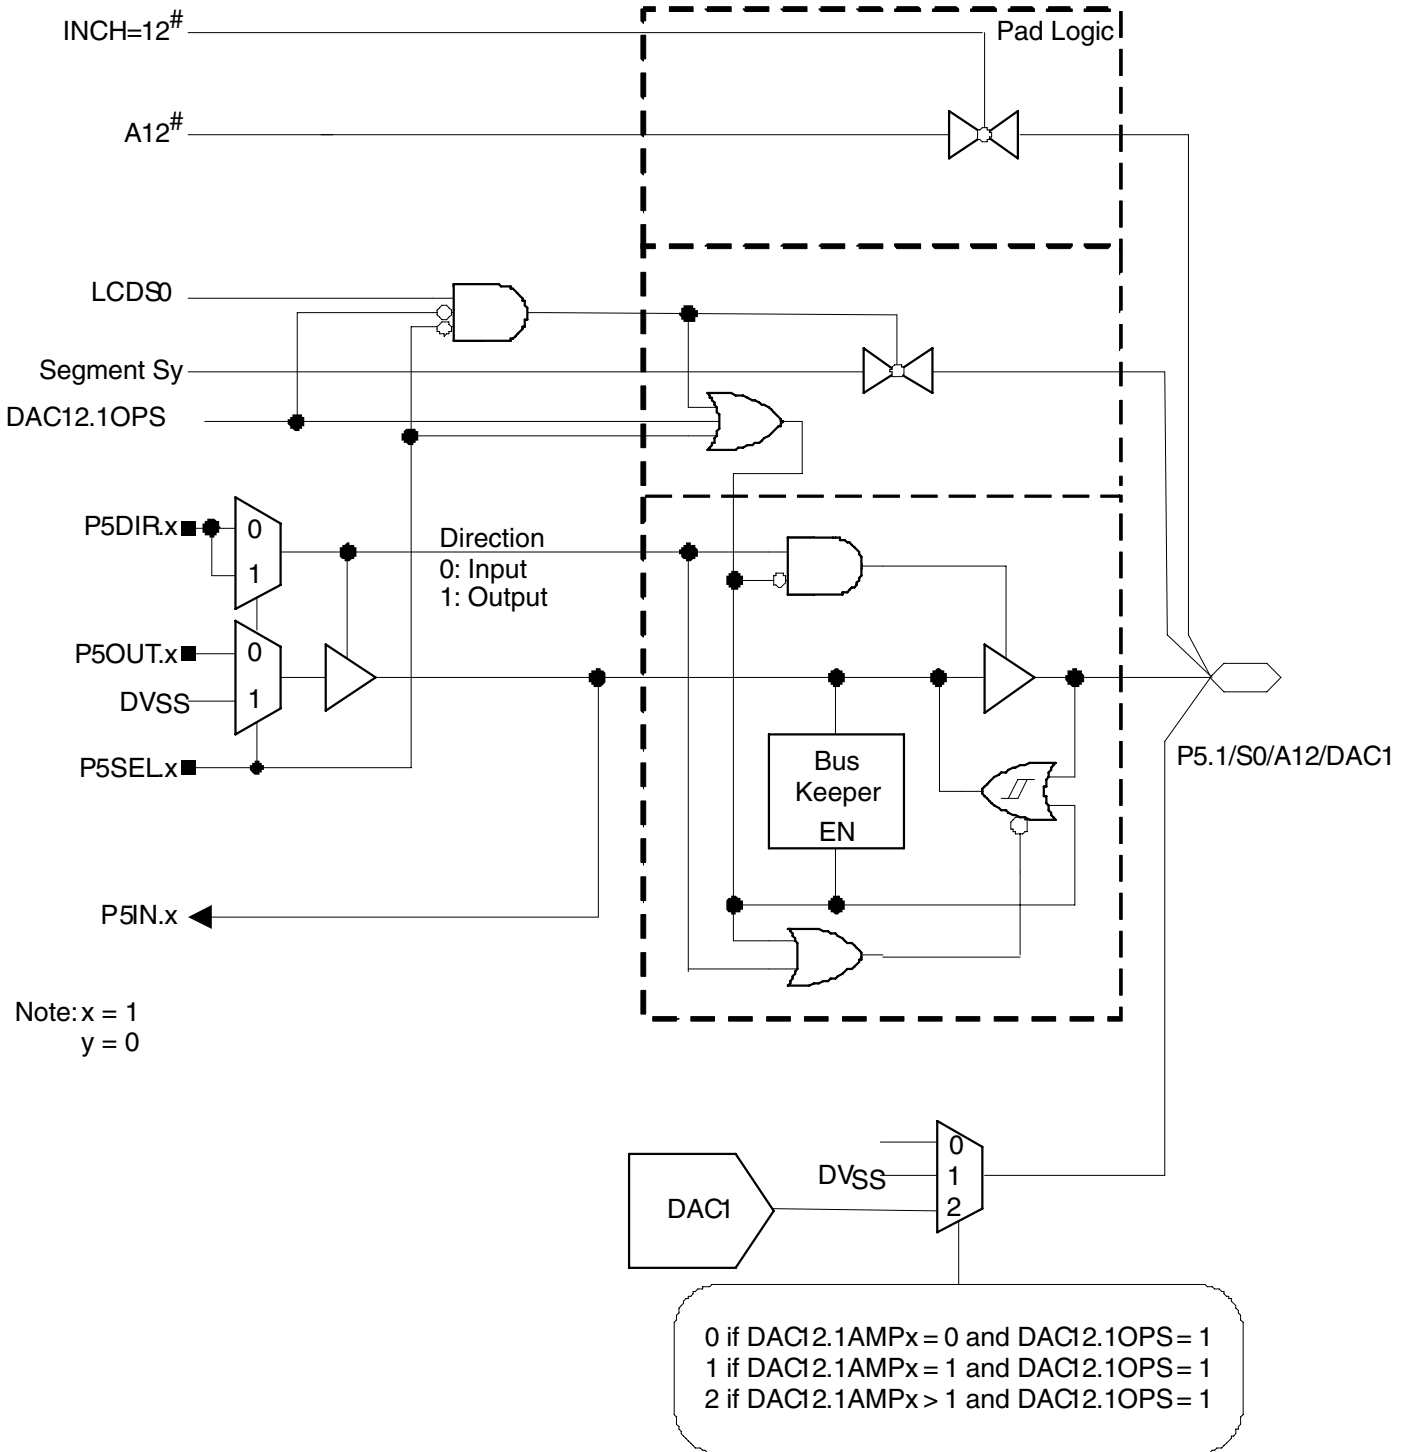 INCH=12#
Pad Logic
A12#
LCDS0
Segment Sy
DAC12.1OPS
P5DIR.x
0
1
Direction
0: Input
1: Output
P5OUT.x
0
DVSS
1
P5SEL.x
Bus
Keeper
EN
P5.1/S0/A12/DAC1
P5IN.x
Note: x = 1
y = 0
0
DVSS
1
2
DAC1
0 if DAC12.1AMPx = 0 and DAC12.1OPS = 1
1 if DAC12.1AMPx = 1 and DAC12.1OPS = 1
2 if DAC12.1AMPx > 1 and DAC12.1OPS = 1